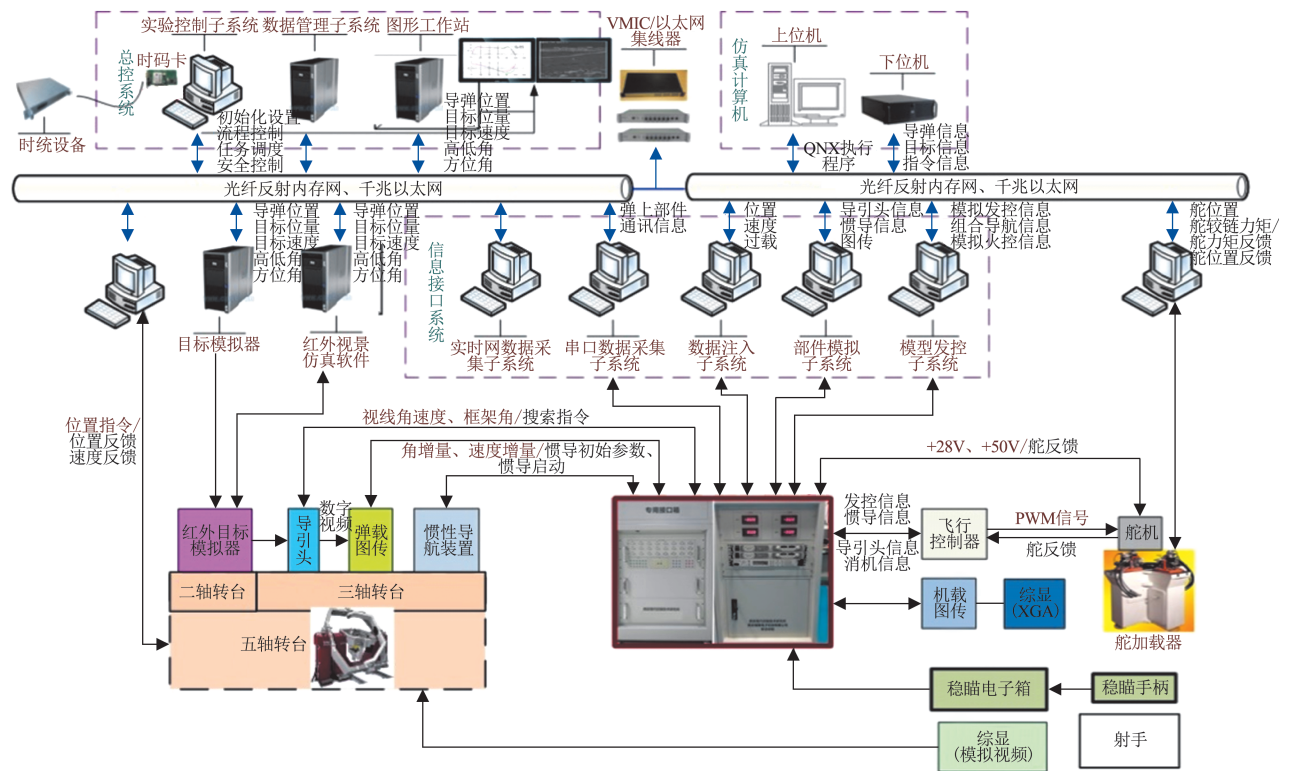 实验控制子系统
数据管理子系统
图形工作站
VMIC/以太网
集线器
总控系统
时码卡
时统设备
初始化设置
流程控制
任务调度
安全控制
导弹位置
目标位量
目标速度
高低角
方位角
仿真计算机
上位机
下位机
QNX执行
程序
导弹信息
目标信息
指令信息
光纤反射内存网、千兆以太网
光纤反射内存网、千兆以太网
导弹位置
目标位量
目标速度
高低角
方位角
导弹位置
目标位量
目标速度
高低角
方位角
信息接口系统
弹上部件
通讯信息
位置
速度
过载
导引头信息
惯导信息
图传
模拟发控信息
组合导航信息
模拟火控信息
舵位置
舵铰链力矩/
舵力矩反馈
舵位置反馈
目标模拟器
红外视景
仿真软件
实时网数据采
集子系统
串口数据采集
子系统
数据注入
子系统
部件模拟
子系统
模型发控
子系统
位置指令/
位置反馈
速度反馈
视线角速度、框架角/搜索指令
角增量、速度增量/惯导初始参数、
惯导启动
+28V、+50V/舵反馈
红外目标
模拟器
导引头
数字
视频
弹载
图传
惯性导
航装置
专用接口箱
发控信息
惯导信息
导引头信息
消机信息
飞行
控制器
PWM信号
舵反馈
舵机
二轴转台
三轴转台
五轴转台
机载
图传
综显
(XGA)
舵加载器
稳瞄电子箱
稳瞄手柄
综显
(模拟视频)
射手